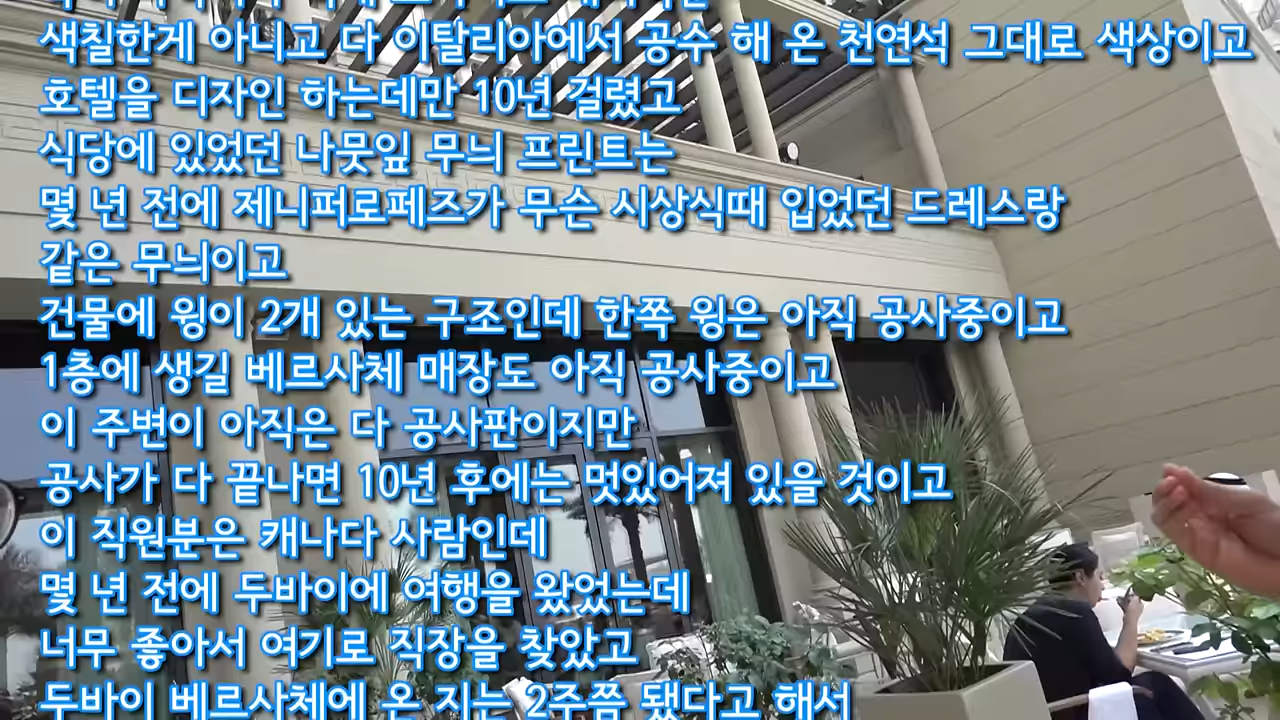 색칠한게 아니고 다 이탈리아에서 공수 해 온 천연석 그대로 색상이고
호텔을 디자인 하는데만 10년 걸렸고
식당에 있었던 나뭇잎 무늬 프린트는
몇 년 전에 제니퍼로페즈가 무슨 시상식때 입었던 드레스랑
같은 무늬이고
건물에 윙이 2개 있는 구조인데 한쪽 윙은 아직 공사중이고
1층에 생길 베르사체 매장도 아직 공사중이고
이 주변이 아직은 다 공사판이지만
공사가 다 끝나면 10년 후에는 멋있어져 있을 것이고
이 직원분은 캐나다 사람인데
몇 년 전에 두바이에 여행을 왔었는데
너무 좋아서 여기로 직장을 찾았고
두바이 베르사체에 온 지는 2주쯤 됐다고 해서